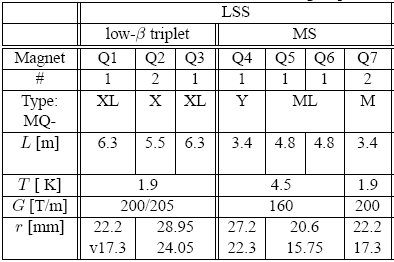 LSS
low-β triplet MS
Magnet Q1 Q2 Q3 Q4 Q5 Q6 Q7
# 1 2 1 1 1 1 2
Type: XL X XL Y ML M
MQ-
L [m] 6.3 5.5 6.3 3.4 4.8 4.8 3.4
T [ K] 1.9 4.5 1.9
G [T/m] 200/205 160 200
r [mm] 22.2 28.95 27.2 20.6 22.2
v17.3 24.05 22.3 15.75 17.3